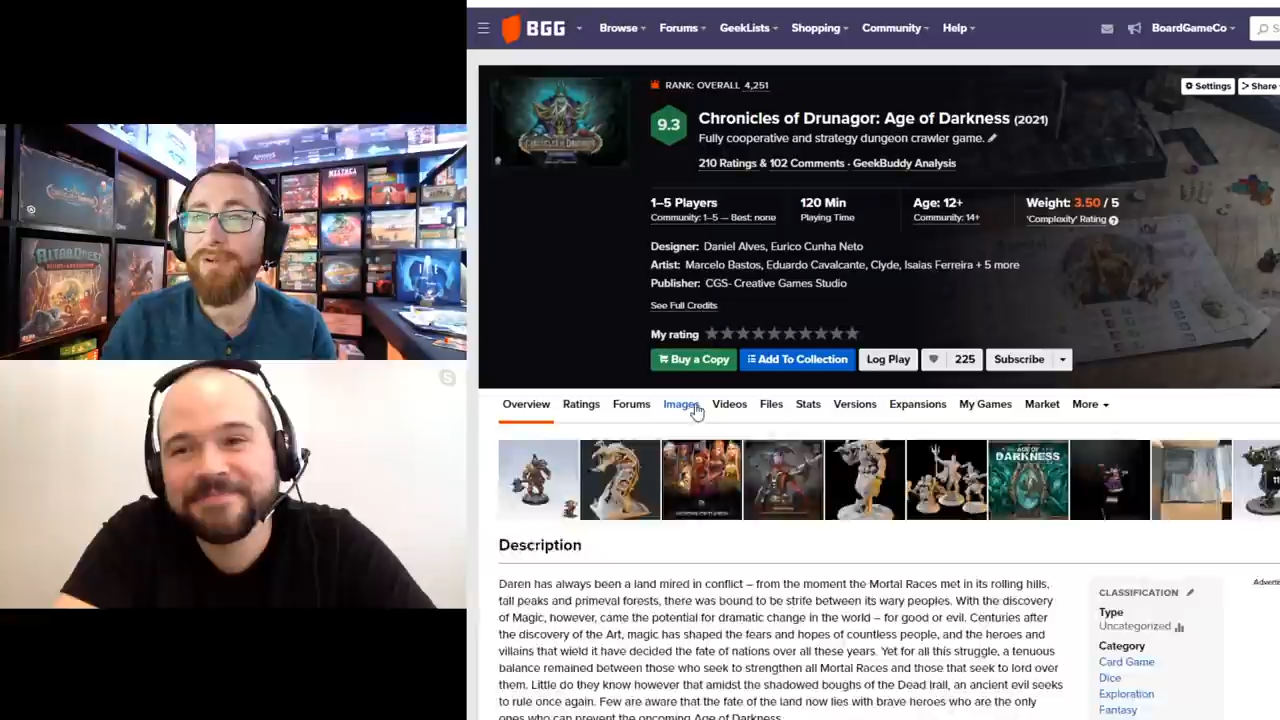 BGG
Browse
Forums
GeekLists
Shopping
Community
Help
BoardGameCo
RANK: OVERALL 4,251
Settings
Share
9.3
Chronicles of Drunagor: Age of Darkness (2021)
Fully cooperative and strategy dungeon crawler game.
210 Ratings & 102 Comments · GeekBuddy Analysis
1–5 Players
Community: 1–5 — Best: none
120 Min
Playing Time
Age: 12+
Community: 14+
Weight: 3.50 / 5
'Complexity' Rating
Designer: Daniel Alves, Eurico Cunha Neto
Artist: Marcelo Bastos, Eduardo Cavalcante, Clyde, Isaias Ferreira + 5 more
Publisher: CGS- Creative Games Studio
See Full Credits
My rating
Buy a Copy
Add To Collection
Log Play
225
Subscribe
Overview
Ratings
Forums
Images
Videos
Files
Stats
Versions
Expansions
My Games
Market
More
DARKNESS
Description
Daren has always been a land mired in conflict – from the moment the Mortal Races met in its rolling hills,
tall peaks and primeval forests, there was bound to be strife between its wary peoples. With the discovery
of Magic, however, came the potential for dramatic change in the world – for good or evil. Centuries after
the discovery of the Art, magic has shaped the fears and hopes of countless people, and the heroes and
villains that wield it have decided the fate of nations over all these years. Yet for all this struggle, a tenuous
balance remained between those who seek to strengthen all Mortal Races and those that seek to lord over
them. Little do they know however that amidst the shadowed boughs of the Dead Irall, an ancient evil seeks
to rule once again. Few are aware that the fate of the land now lies with brave heroes who are the only
ones who can prevent the oncoming Age of Darkness.
CLASSIFICATION
Type
Uncategorized
Category
Card Game
Dice
Exploration
Fantasy
ALTAR QUEST